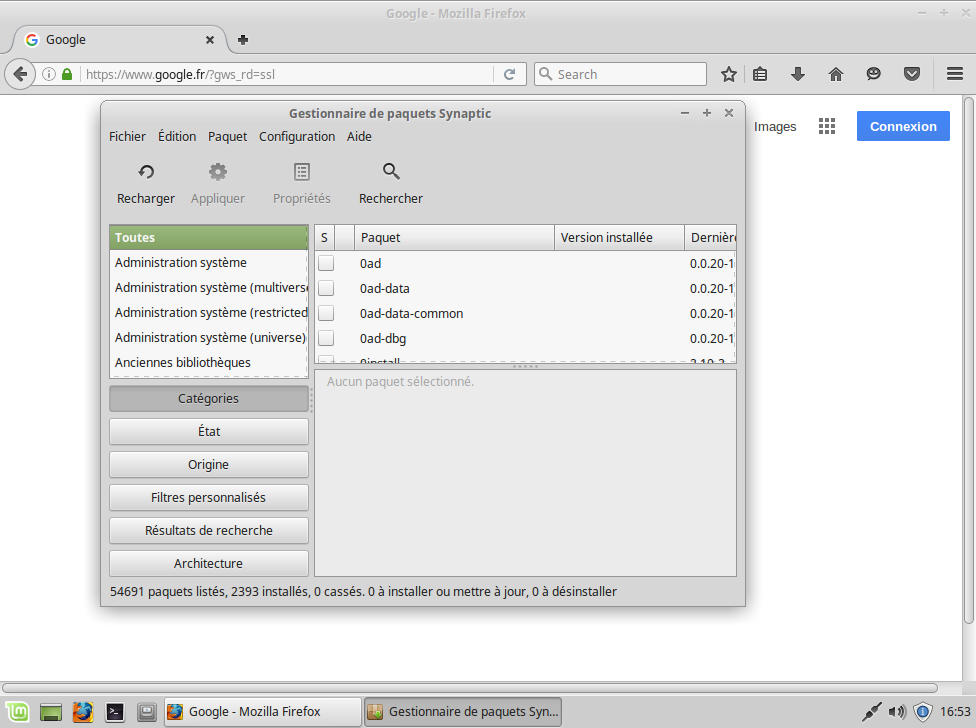 Google - Mozilla Firefox
Google
https://www.google.fr/?gws_rd=ssl
Search
Images
Connexion
Gestionnaire de paquets Synaptic
Fichier Édition Paquet Configuration Aide
Recharger Appliquer Propriétés Rechercher
Toutes
Administration système
Administration système (multivers
Administration système (restricted
Administration système (universe)
Anciennes bibliothèques
S Paquet Version installée Dernièr
0ad 0.0.20-1
0ad-data 0.0.20-1
0ad-data-common 0.0.20-1
0ad-dbg 0.0.20-1
0install 2.10-2
Catégories
État
Origine
Filtres personnalisés
Résultats de recherche
Architecture
Aucun paquet sélectionné.
54691 paquets listés, 2393 installés, 0 cassés. 0 à installer ou mettre à jour, 0 à désinstaller
Google - Mozilla Firefox
Gestionnaire de paquets Syn...
16:53